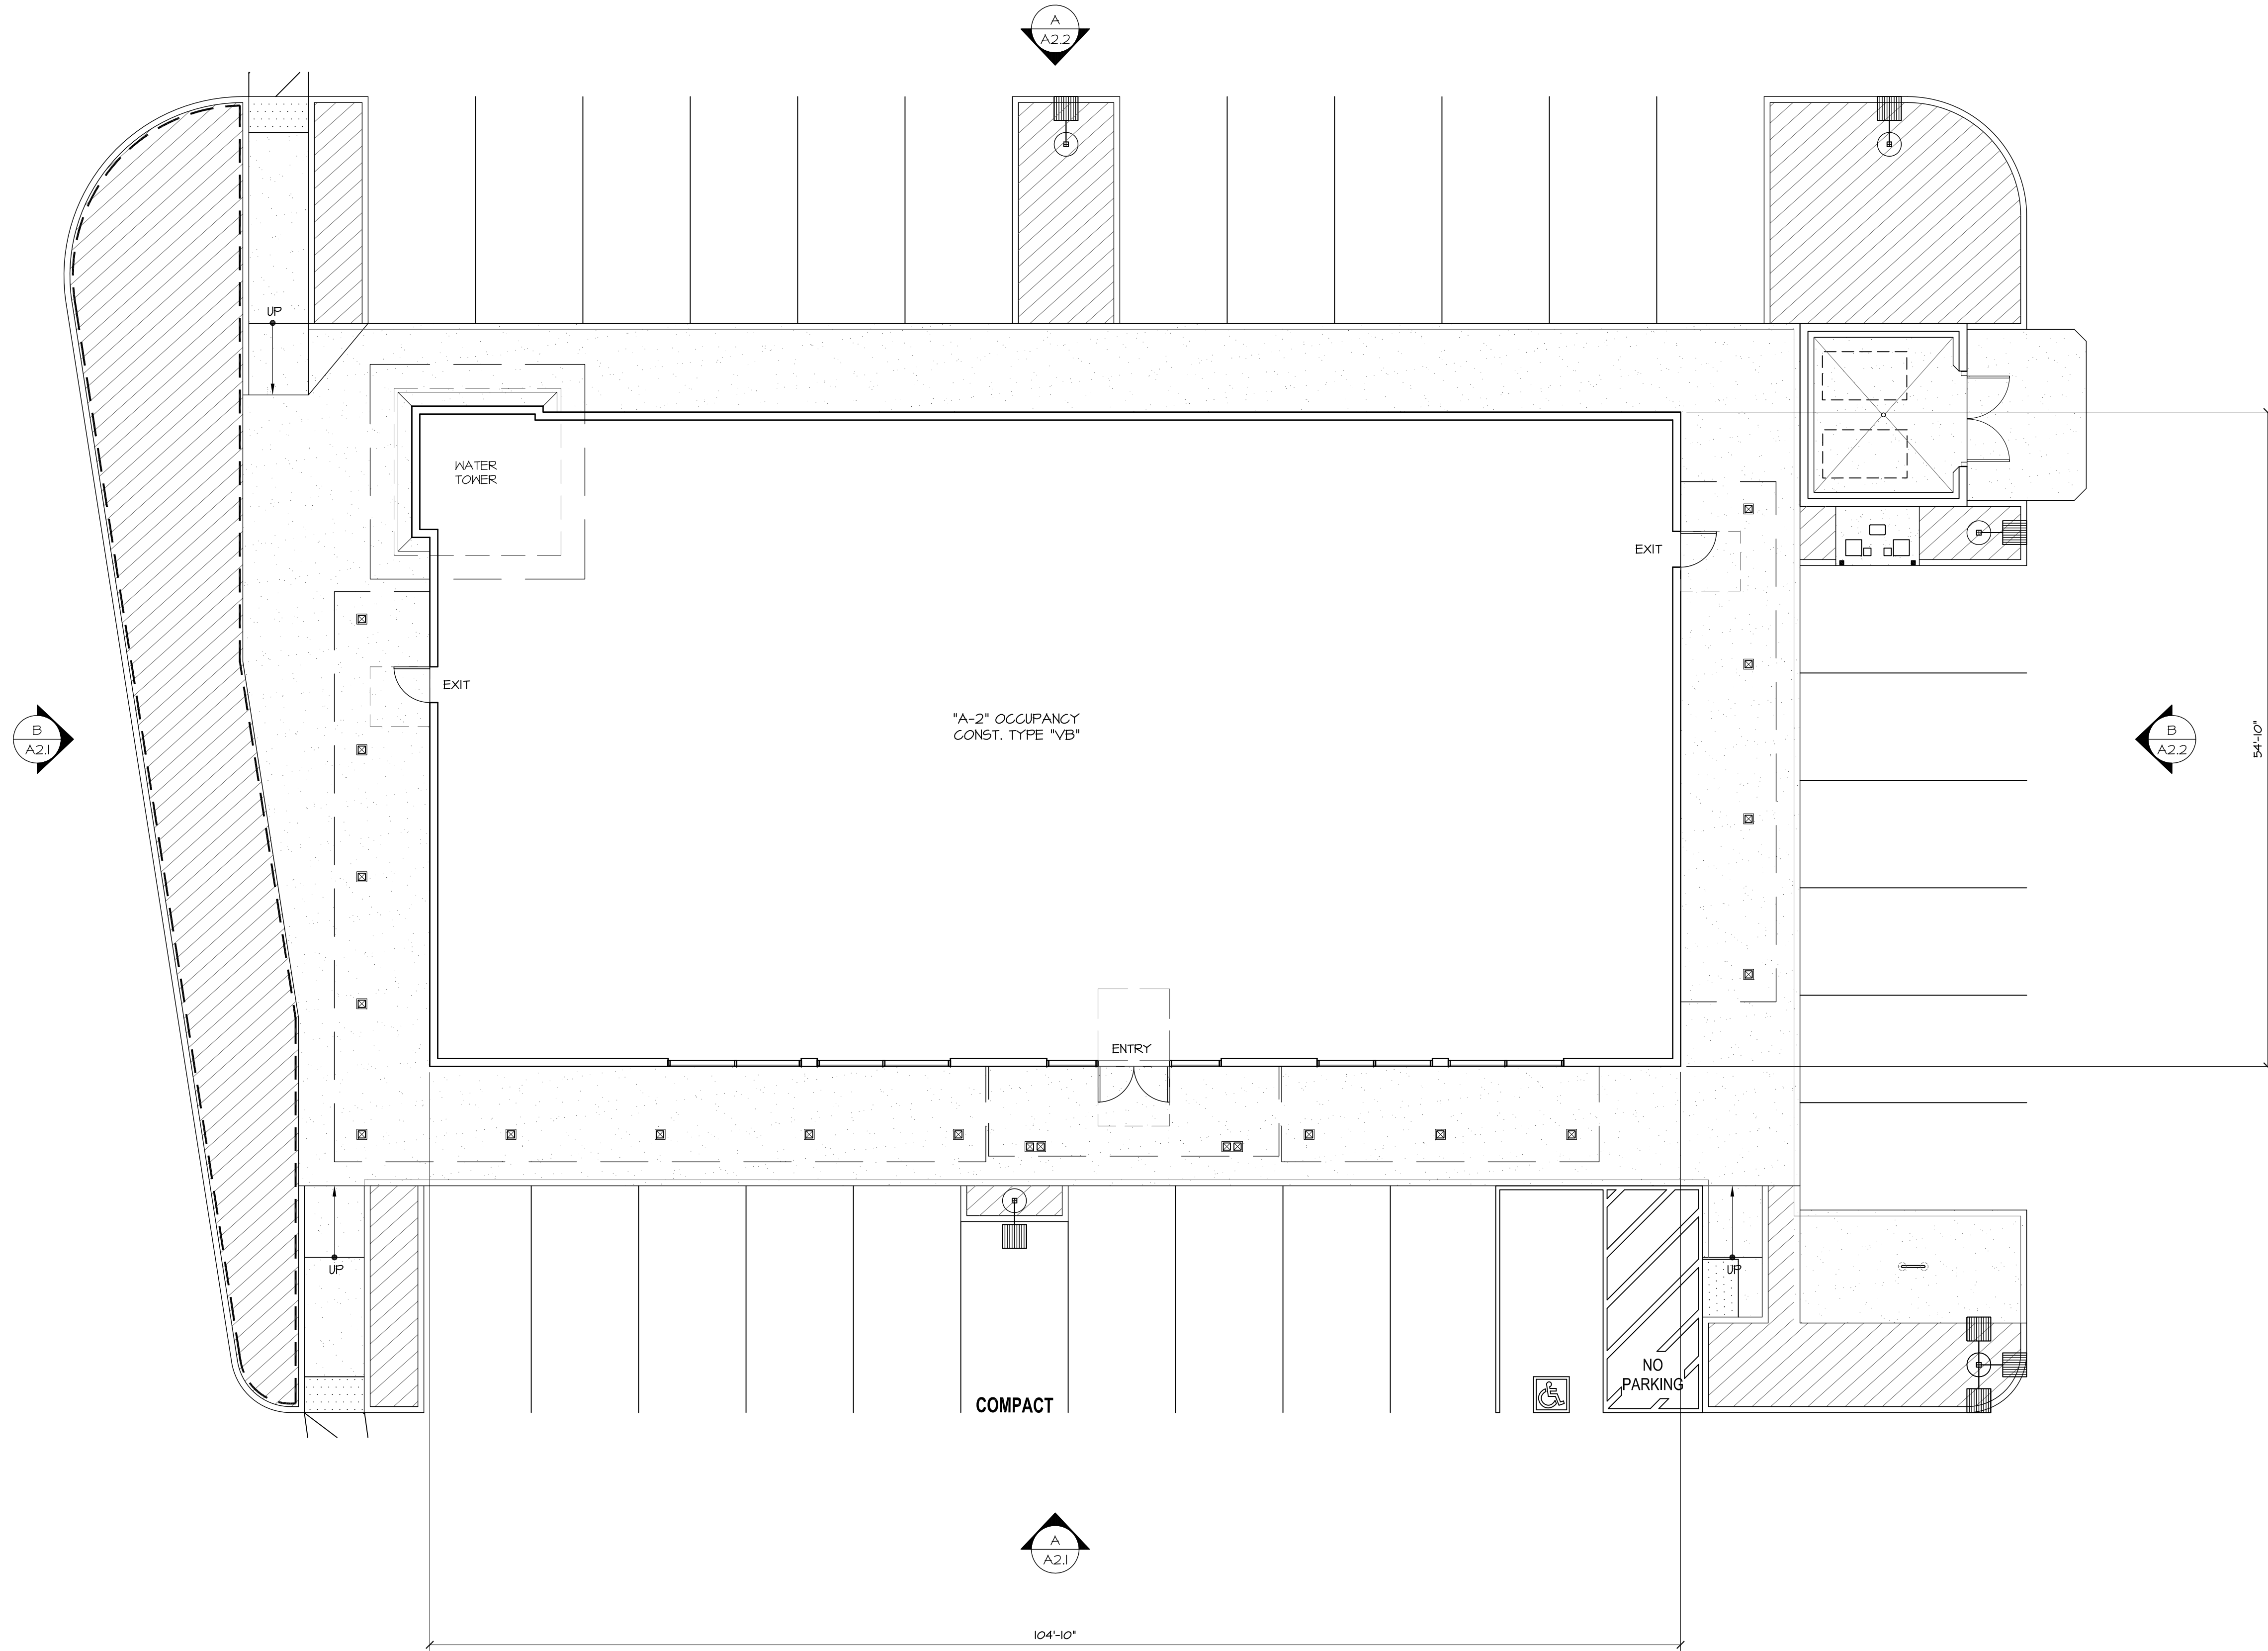 A
A2.2
UP
WATER
TOWER
EXIT
EXIT
"A-2" OCCUPANCY
CONST. TYPE "VB"
B
A2.1
B
A2.2
54'-10"
ENTRY
UP
UP
NO
PARKING
COMPACT
A
A2.1
104'-10"